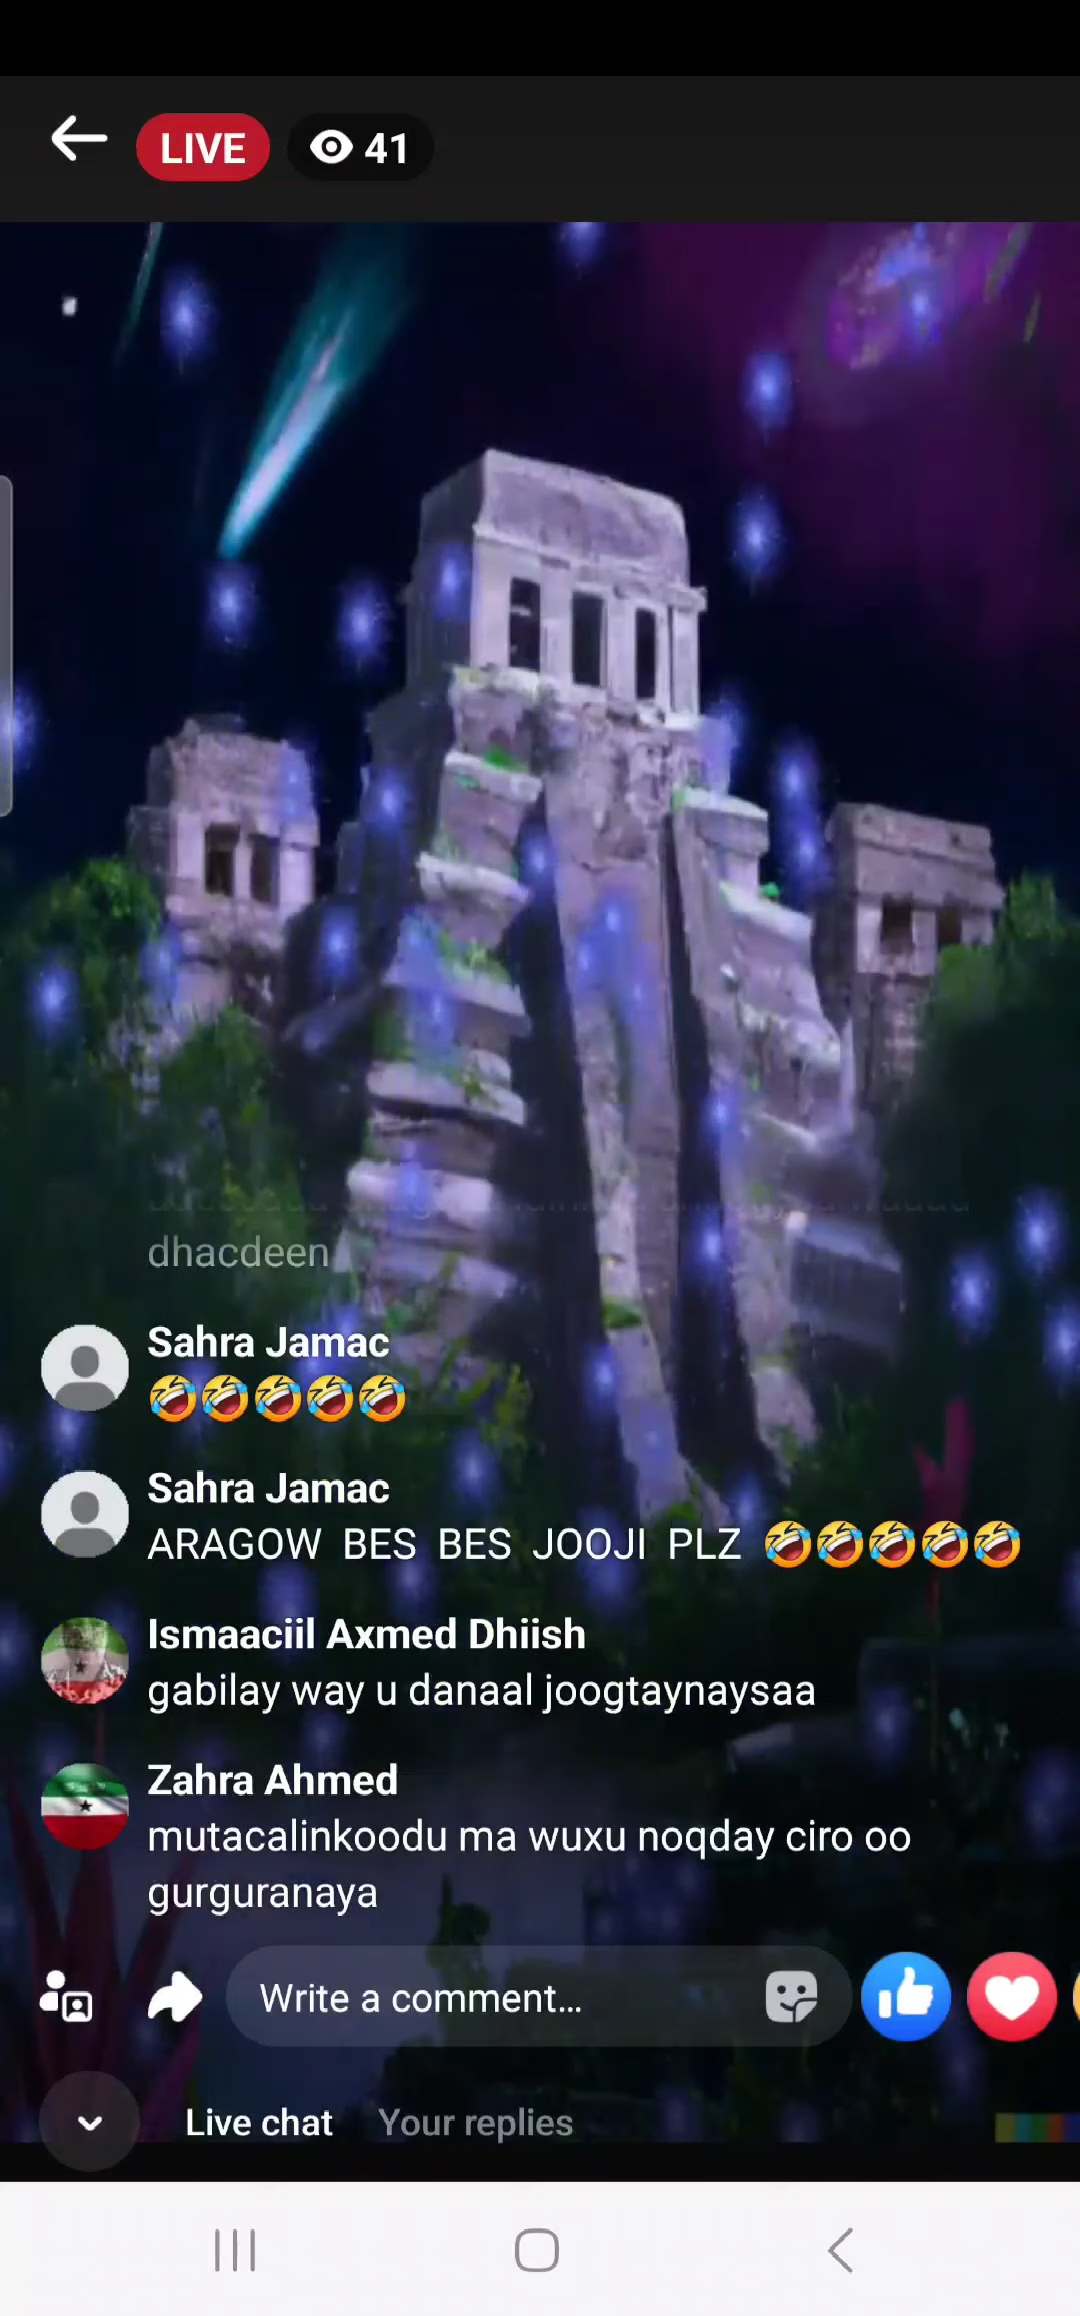 LIVE 41
dhacdeen
Sahra Jamac
🤣🤣🤣🤣🤣
Sahra Jamac
ARAGOW BES BES JOOJI PLZ 🤣🤣🤣🤣🤣
Ismaaciil Axmed Dhiish
gabilay way u danaal joogtaynaysaa
Zahra Ahmed
mutacalinkoodu ma wuxu noqday ciro oo
gurguranaya
Write a comment...
Live chat Your replies